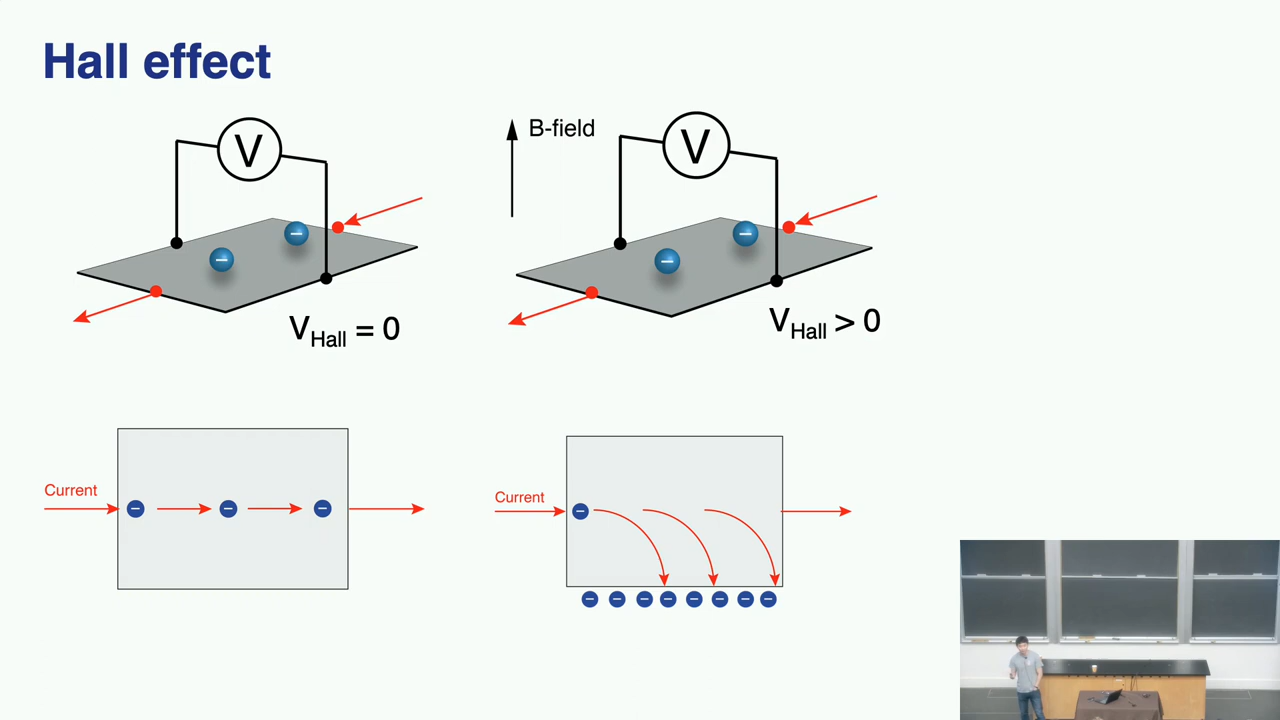 Hall effect
V
V_Hall = 0
B-field
V
V_Hall > 0
Current
− − −
Current
−
− − − − − − − −